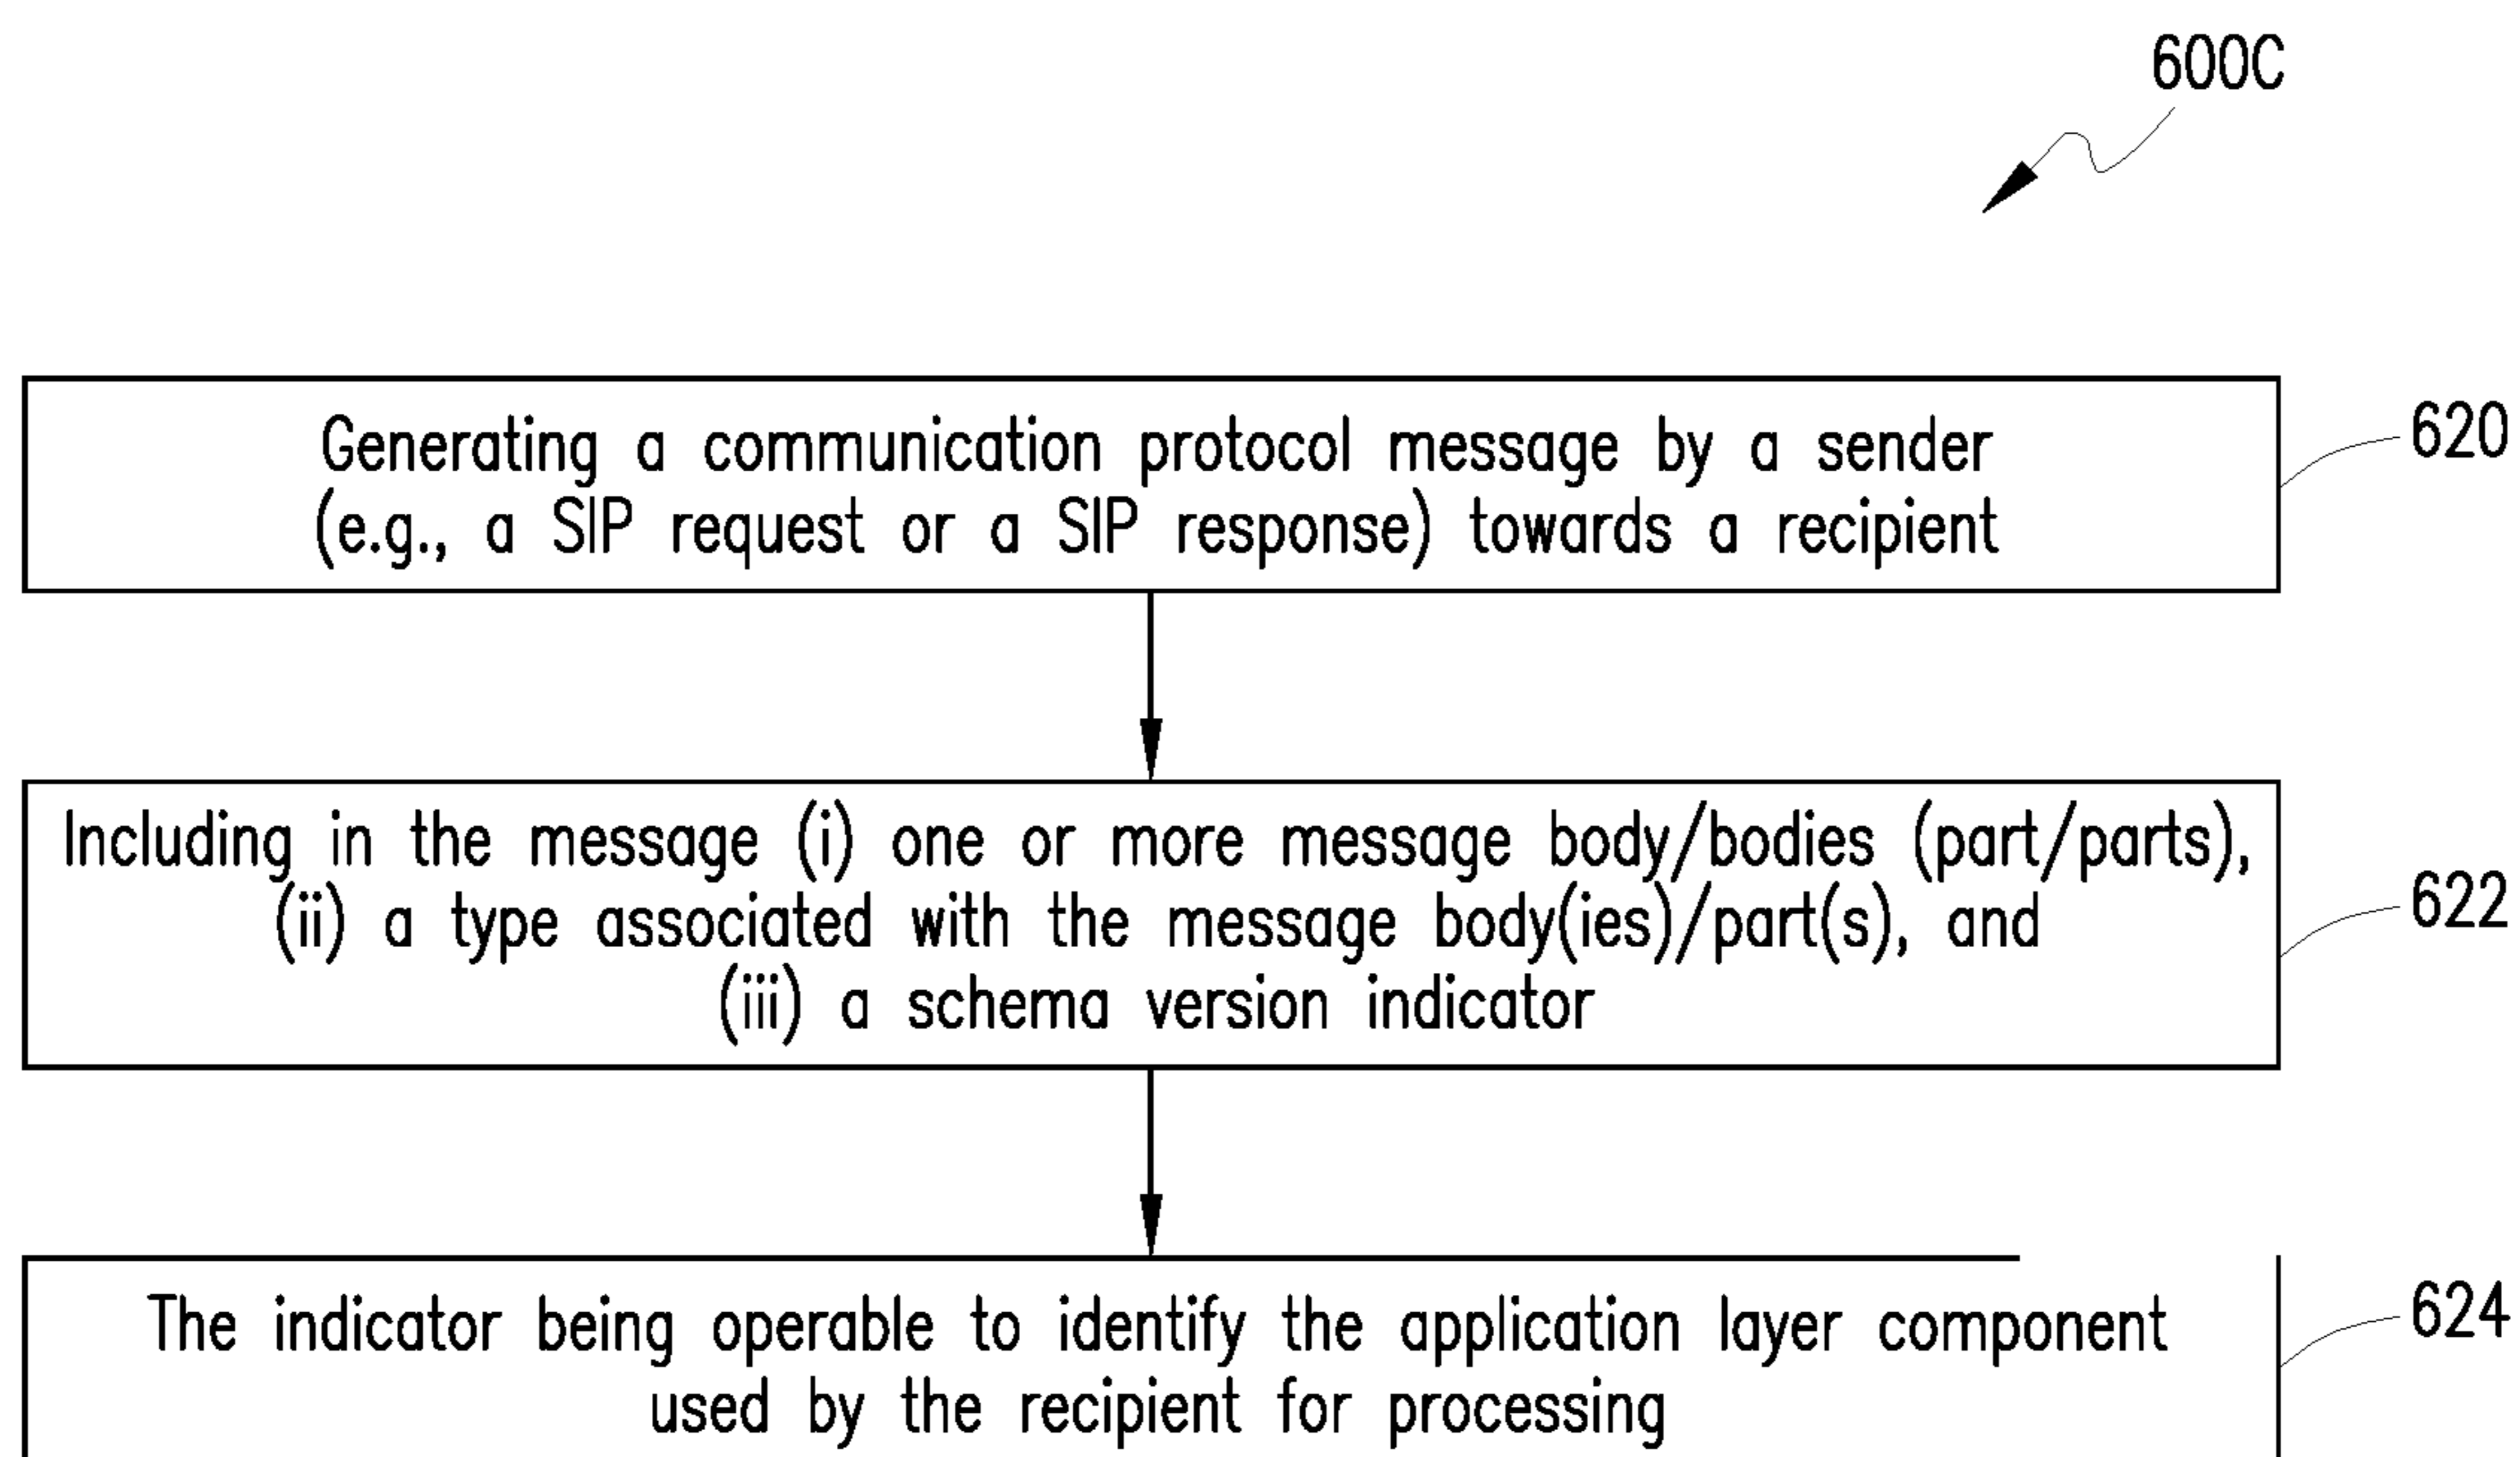 600C
Generating a communication protocol message by a sender
(e.g., a SIP request or a SIP response) towards a recipient
620
Including in the message (i) one or more message body/bodies (part/parts),
(ii) a type associated with the message body(ies)/part(s), and
(iii) a schema version indicator
622
The indicator being operable to identify the application layer component
used by the recipient for processing
624